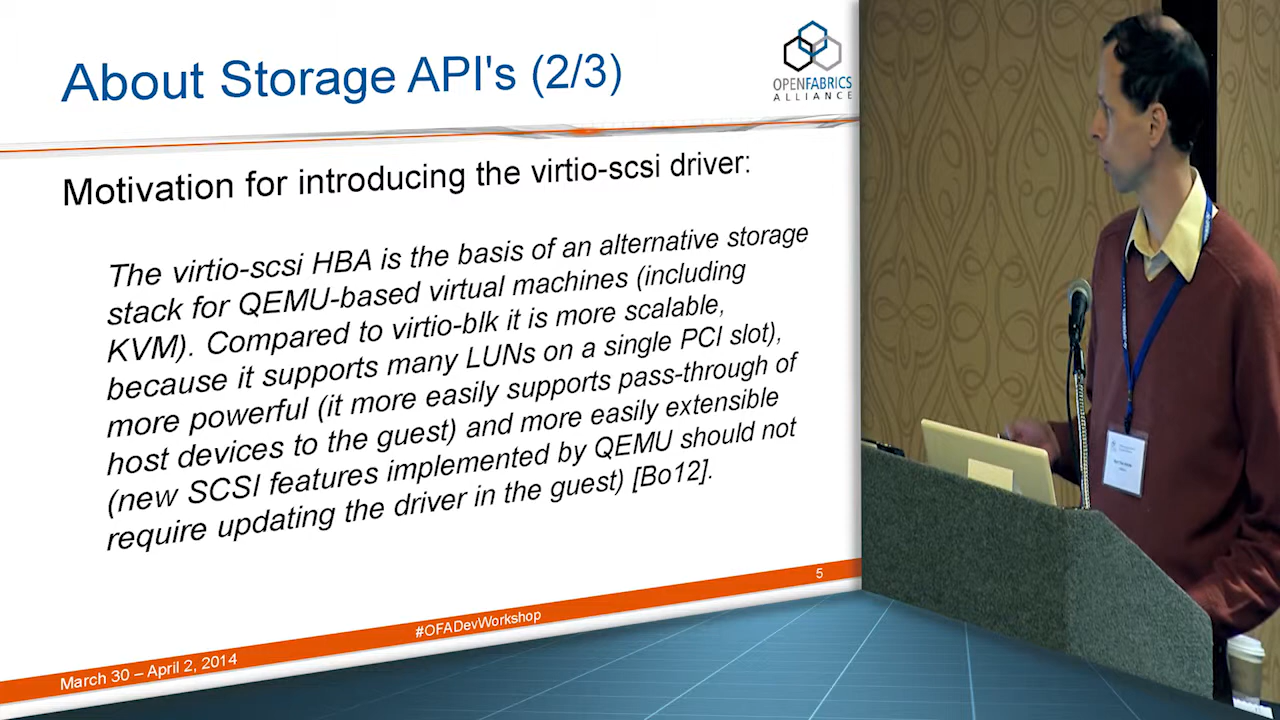 About Storage API's (2/3)
OPENFABRICS
ALLIANCE
Motivation for introducing the virtio-scsi driver:
The virtio-scsi HBA is the basis of an alternative storage
stack for QEMU-based virtual machines (including
KVM). Compared to virtio-blk it is more scalable,
because it supports many LUNs on a single PCI slot),
more powerful (it more easily supports pass-through of
host devices to the guest) and more easily extensible
(new SCSI features implemented by QEMU should not
require updating the driver in the guest) [Bo12].
March 30 – April 2, 2014
#OFADevWorkshop
5